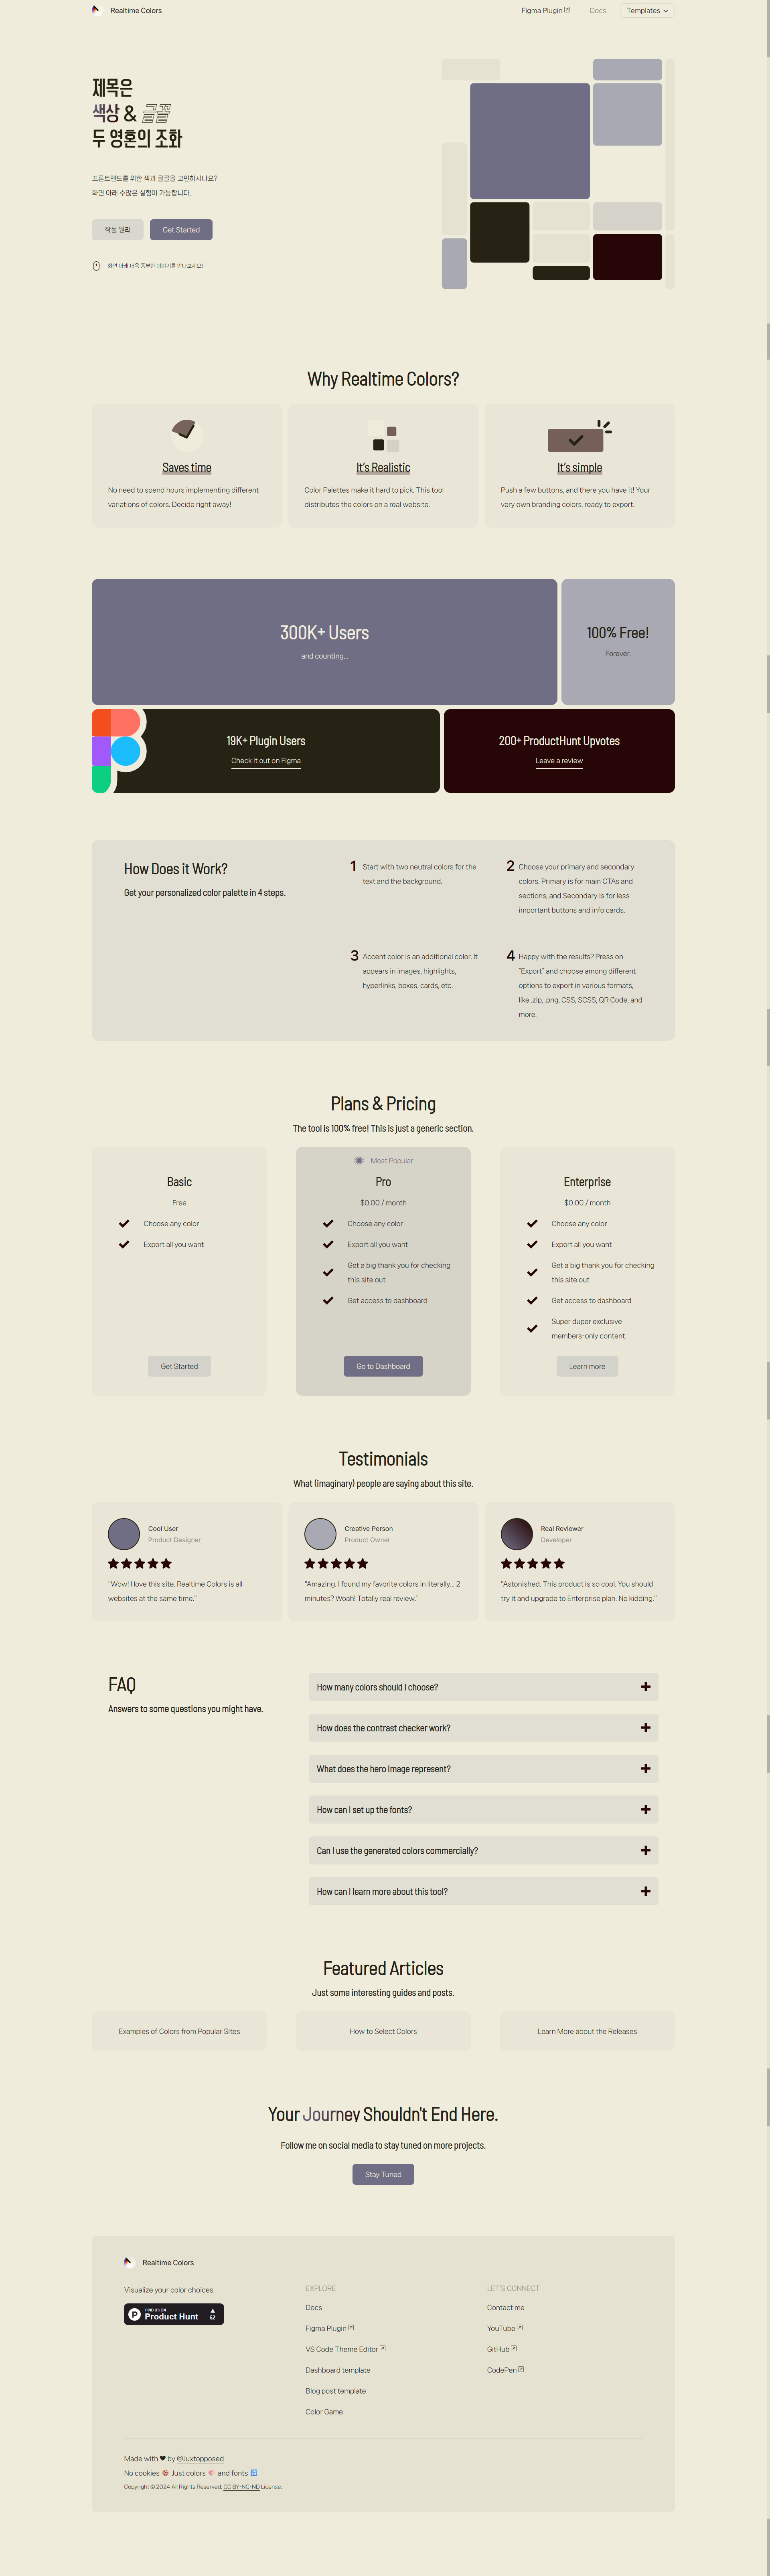 Realtime Colors
Figma Plugin
Docs
Templates
제목은
색상 & 글꼴
두 영혼의 조화
프론트엔드를 위한 색과 글꼴을 고민하시나요?
화면 아래 수많은 실험이 가능합니다.
작동 원리
Get Started
화면 아래 더욱 풍부한 이야기를 만나보세요!
Why Realtime Colors?
Saves time
No need to spend hours implementing different
variations of colors. Decide right away!
It's Realistic
Color Palettes make it hard to pick. This tool
distributes the colors on a real website.
It's simple
Push a few buttons, and there you have it! Your
very own branding colors, ready to export.
300K+ Users
and counting...
100% Free!
Forever.
19K+ Plugin Users
Check it out on Figma
200+ ProductHunt Upvotes
Leave a review
How Does it Work?
Get your personalized color palette in 4 steps.
1
Start with two neutral colors for the
text and the background.
2
Choose your primary and secondary
colors. Primary is for main CTAs and
sections, and Secondary is for less
important buttons and info cards.
3
Accent color is an additional color. It
appears in images, highlights,
hyperlinks, boxes, cards, etc.
4
Happy with the results? Press on
"Export" and choose among different
options to export in various formats,
like .zip, .png, CSS, SCSS, QR Code, and
more.
Plans & Pricing
The tool is 100% free! This is just a generic section.
Basic
Free
Choose any color
Export all you want
Get Started
Most Popular
Pro
$0.00 / month
Choose any color
Export all you want
Get a big thank you for checking
this site out
Get access to dashboard
Go to Dashboard
Enterprise
$0.00 / month
Choose any color
Export all you want
Get a big thank you for checking
this site out
Get access to dashboard
Super duper exclusive
members-only content.
Learn more
Testimonials
What (imaginary) people are saying about this site.
Cool User
Product Designer
"Wow! I love this site. Realtime Colors is all
websites at the same time."
Creative Person
Product Owner
"Amazing. I found my favorite colors in literally... 2
minutes? Woah! Totally real review."
Real Reviewer
Developer
"Astonished. This product is so cool. You should
try it and upgrade to Enterprise plan. No kidding."
FAQ
Answers to some questions you might have.
How many colors should I choose?
How does the contrast checker work?
What does the hero image represent?
How can I set up the fonts?
Can I use the generated colors commercially?
How can I learn more about this tool?
Featured Articles
Just some interesting guides and posts.
Examples of Colors from Popular Sites
How to Select Colors
Learn More about the Releases
Your Journey Shouldn't End Here.
Follow me on social media to stay tuned on more projects.
Stay Tuned
Realtime Colors
Visualize your color choices.
P
FIND US ON
Product Hunt
62
EXPLORE
Docs
Figma Plugin
VS Code Theme Editor
Dashboard template
Blog post template
Color Game
LET'S CONNECT
Contact me
YouTube
GitHub
CodePen
Made with ❤ by @Juxtopposed
No cookies 🍪 Just colors 🎨 and fonts 🔠
Copyright © 2024 All Rights Reserved. CC BY-NC-ND License.